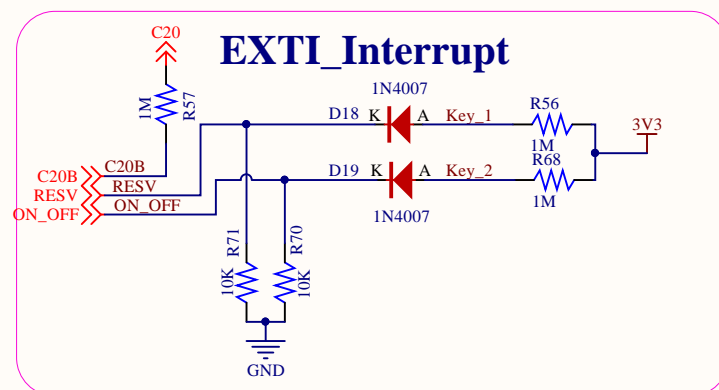 C20
EXTI_Interrupt
1M
R57
1N4007
D18
K
A
Key_1
R56
1M
3V3
C20B
C20B
RESV
RESV
ON_OFF
ON_OFF
D19
K
A
Key_2
R68
1M
1N4007
R71
10K
R70
10K
GND